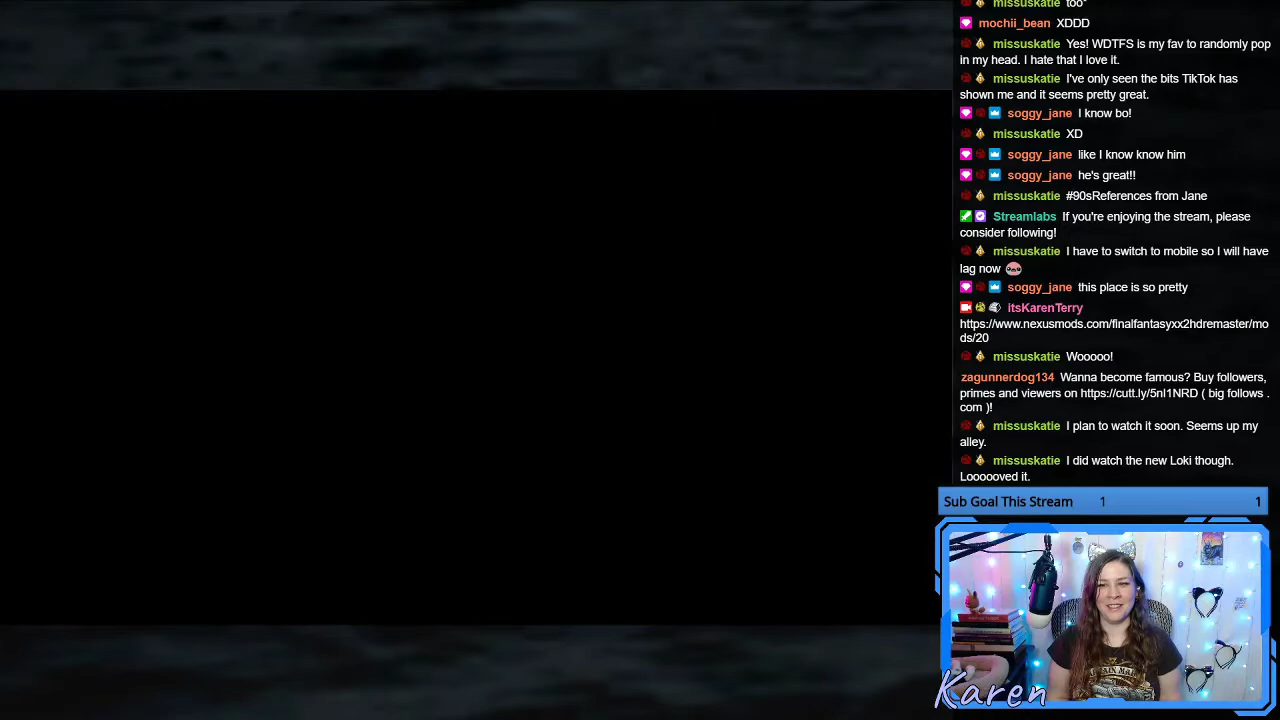 missuskatie too*
mochii_bean XDDD
missuskatie Yes! WDTFS is my fav to randomly pop
in my head. I hate that I love it.
missuskatie I've only seen the bits TikTok has
shown me and it seems pretty great.
soggy_jane I know bo!
missuskatie XD
soggy_jane like I know know him
soggy_jane he's great!!
missuskatie #90sReferences from Jane
Streamlabs If you're enjoying the stream, please
consider following!
missuskatie I have to switch to mobile so I will have
lag now
soggy_jane this place is so pretty
itsKarenTerry
https://www.nexusmods.com/finalfantasyxx2hdremaster/mo
ds/20
missuskatie Wooooo!
zagunnerdog134 Wanna become famous? Buy followers,
primes and viewers on https://cutt.ly/5nI1NRD ( big follows .
com )!
missuskatie I plan to watch it soon. Seems up my
alley.
missuskatie I did watch the new Loki though.
Loooooved it.
Sub Goal This Stream 1 1
Karen